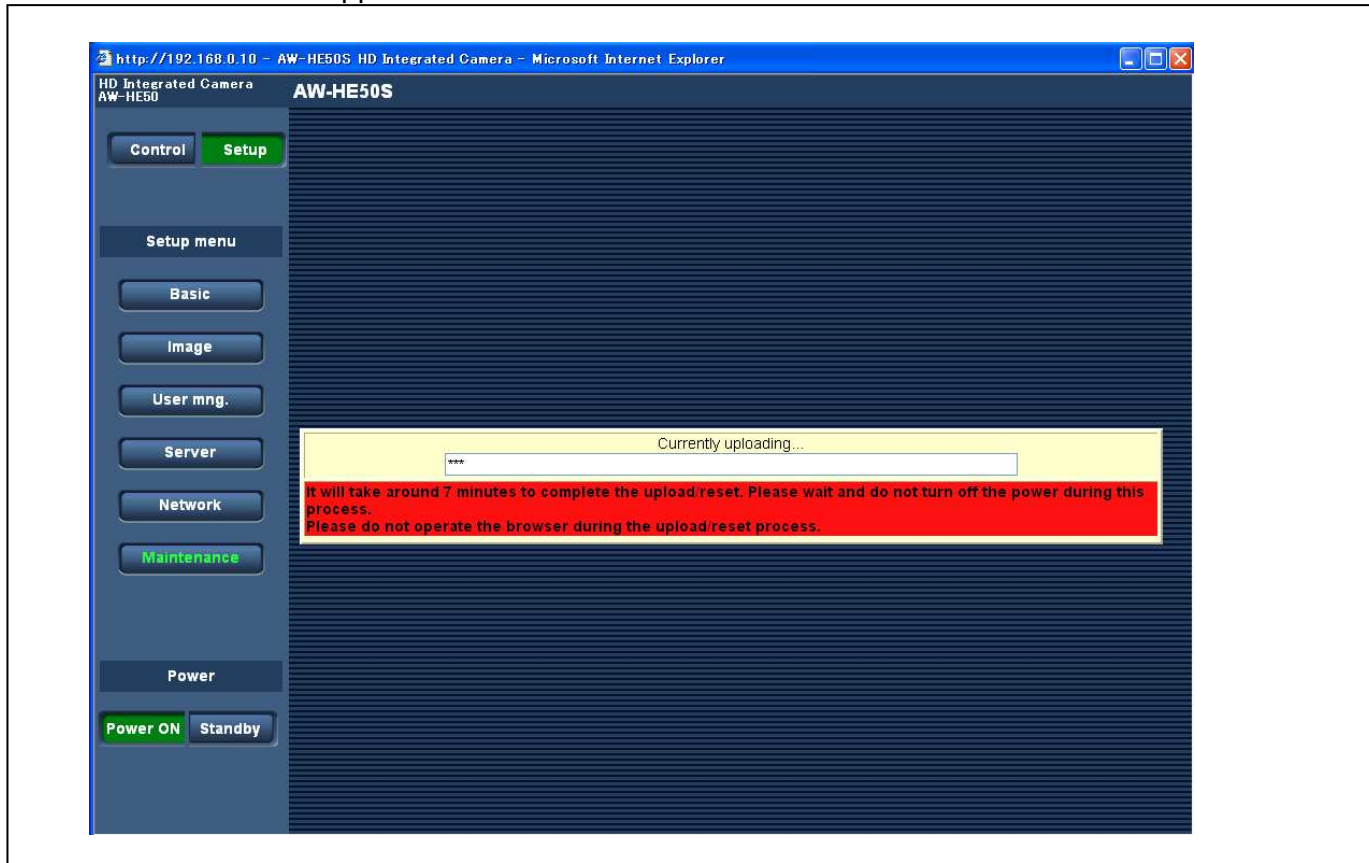 http://192.168.0.10 - AW-HE50S HD Integrated Camera - Microsoft Internet Explorer
HD Integrated Camera
AW-HE50
AW-HE50S
Control Setup
Setup menu
Basic
Image
User mng.
Server
Network
Maintenance
Power
Power ON Standby
Currently uploading...
***
It will take around 7 minutes to complete the upload/reset. Please wait and do not turn off the power during this
process.
Please do not operate the browser during the upload/reset process.